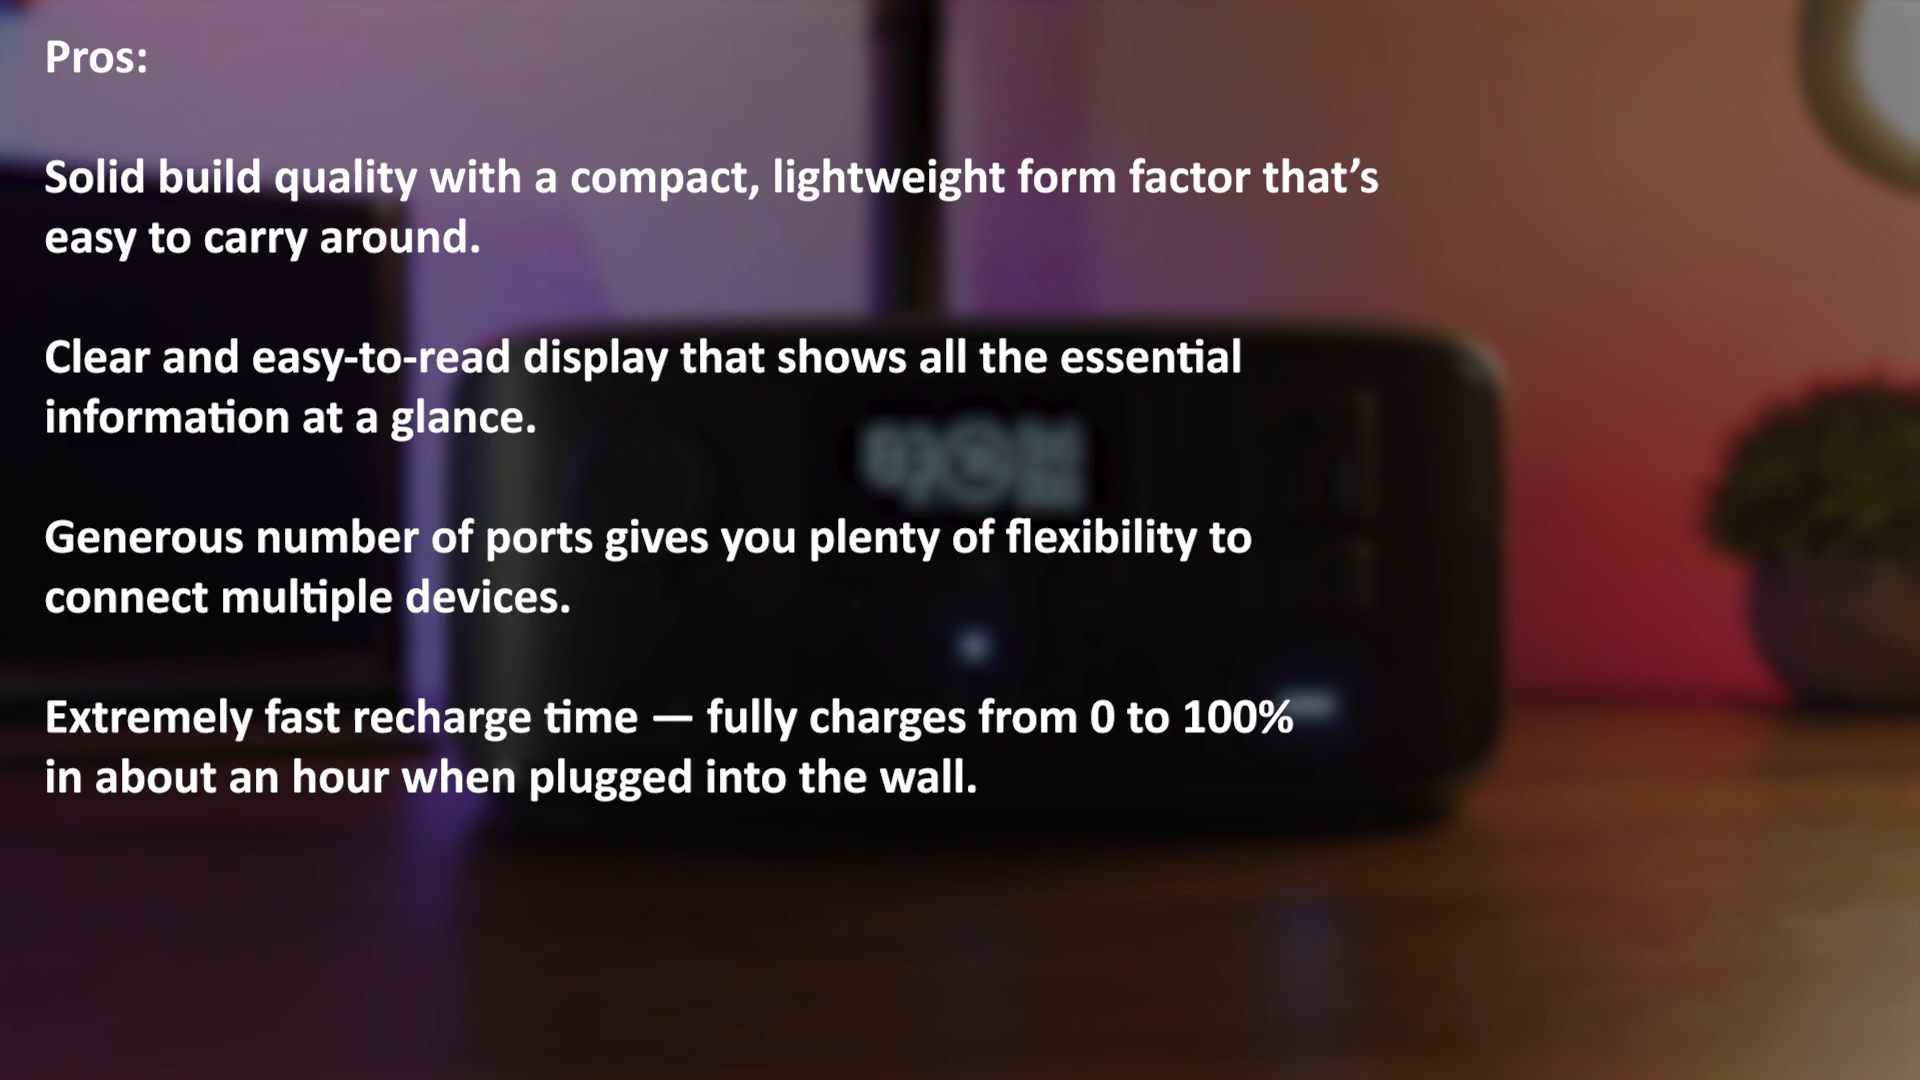 Pros:
Solid build quality with a compact, lightweight form factor that’s
easy to carry around.
Clear and easy-to-read display that shows all the essential
information at a glance.
Generous number of ports gives you plenty of flexibility to
connect multiple devices.
Extremely fast recharge time — fully charges from 0 to 100%
in about an hour when plugged into the wall.